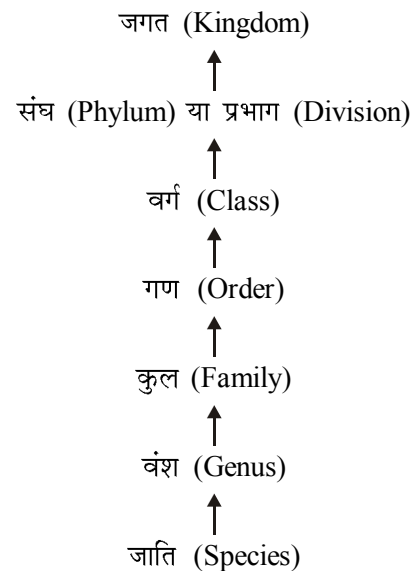 जगत (Kingdom)
संघ (Phylum) या प्रभाग (Division)
वर्ग (Class)
गण (Order)
कुल (Family)
वंश (Genus)
जाति (Species)